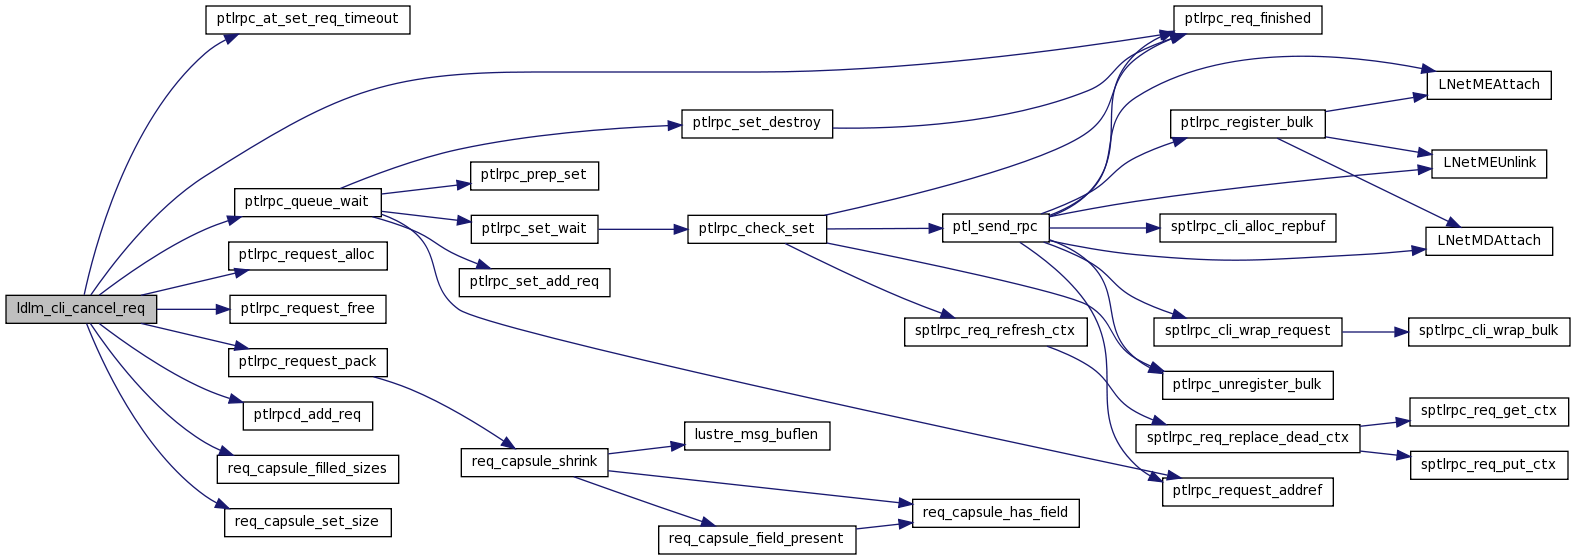 ptlrpc_at_set_req_timeout
ptlrpc_req_finished
LNetMEAttach
ptlrpc_set_destroy
ptlrpc_register_bulk
LNetMEUnlink
ptlrpc_prep_set
ptlrpc_queue_wait
ptlrpc_set_wait
ptlrpc_check_set
ptl_send_rpc
sptlrpc_cli_alloc_repbuf
LNetMDAttach
ptlrpc_request_alloc
ptlrpc_set_add_req
ldlm_cli_cancel_req
ptlrpc_request_free
sptlrpc_req_refresh_ctx
sptlrpc_cli_wrap_request
sptlrpc_cli_wrap_bulk
ptlrpc_request_pack
ptlrpc_unregister_bulk
ptlrpcd_add_req
sptlrpc_req_get_ctx
lustre_msg_buflen
sptlrpc_req_replace_dead_ctx
req_capsule_filled_sizes
req_capsule_shrink
sptlrpc_req_put_ctx
ptlrpc_request_addref
req_capsule_set_size
req_capsule_has_field
req_capsule_field_present